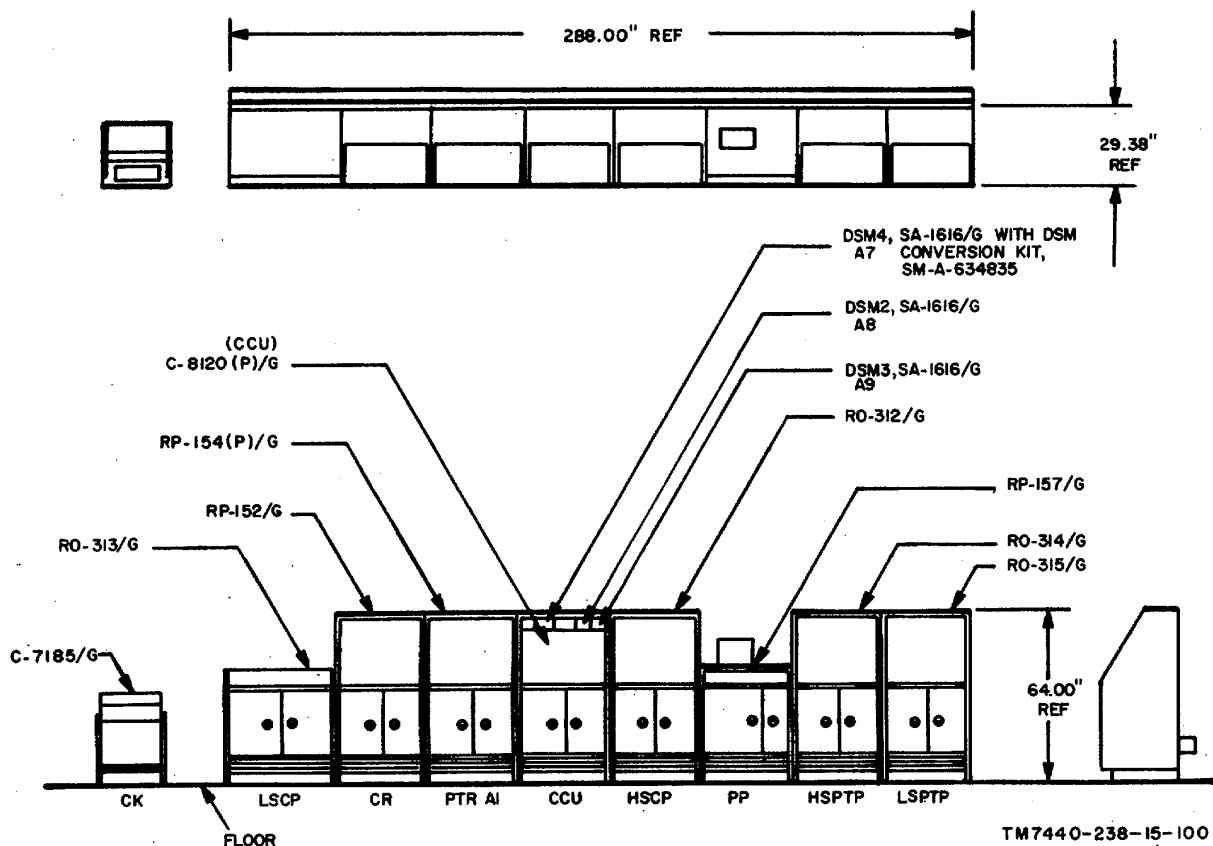 288.00" REF
29.38"
REF
DSM4, SA-1616/G WITH DSM
A7 CONVERSION KIT,
SM-A-634835
DSM2, SA-1616/G
A8
(CCU)
C-8120 (P)/G
DSM3, SA-1616/G
A9
RO-312/G
RP-154(P)/G
RP-157/G
RP-152/G
RO-313/G
RO-314/G
RO-315/G
C-7185/G
64.00"
REF
CK
LSCP
CR
PTR A1
CCU
HSCP
PP
HSPTP
LSPTP
FLOOR
TM7440-238-15-100